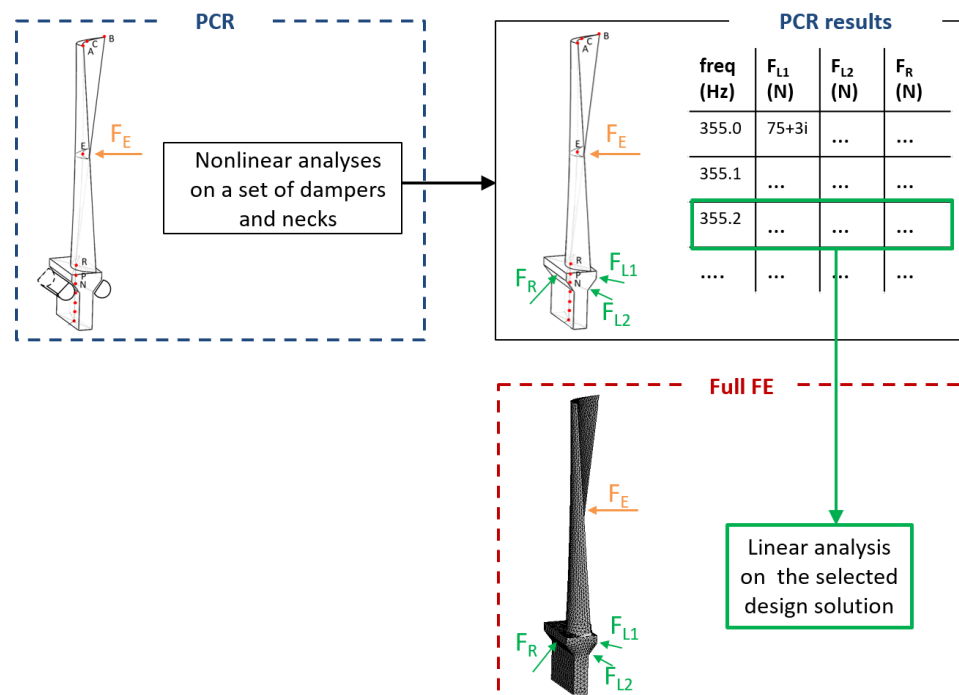 PCR
B
C
A
E
F_E
Nonlinear analyses
on a set of dampers
and necks
R
P
N
PCR results
B
C
A
E
F_E
R
P
N
F_R
F_L1
F_L2
freq (Hz) F_L1 (N) F_L2 (N) F_R (N)
355.0 75+3i ... ...
355.1 ... ... ...
355.2 ... ... ...
.... ... ... ...
Full FE
F_E
F_R
F_L1
F_L2
Linear analysis
on the selected
design solution